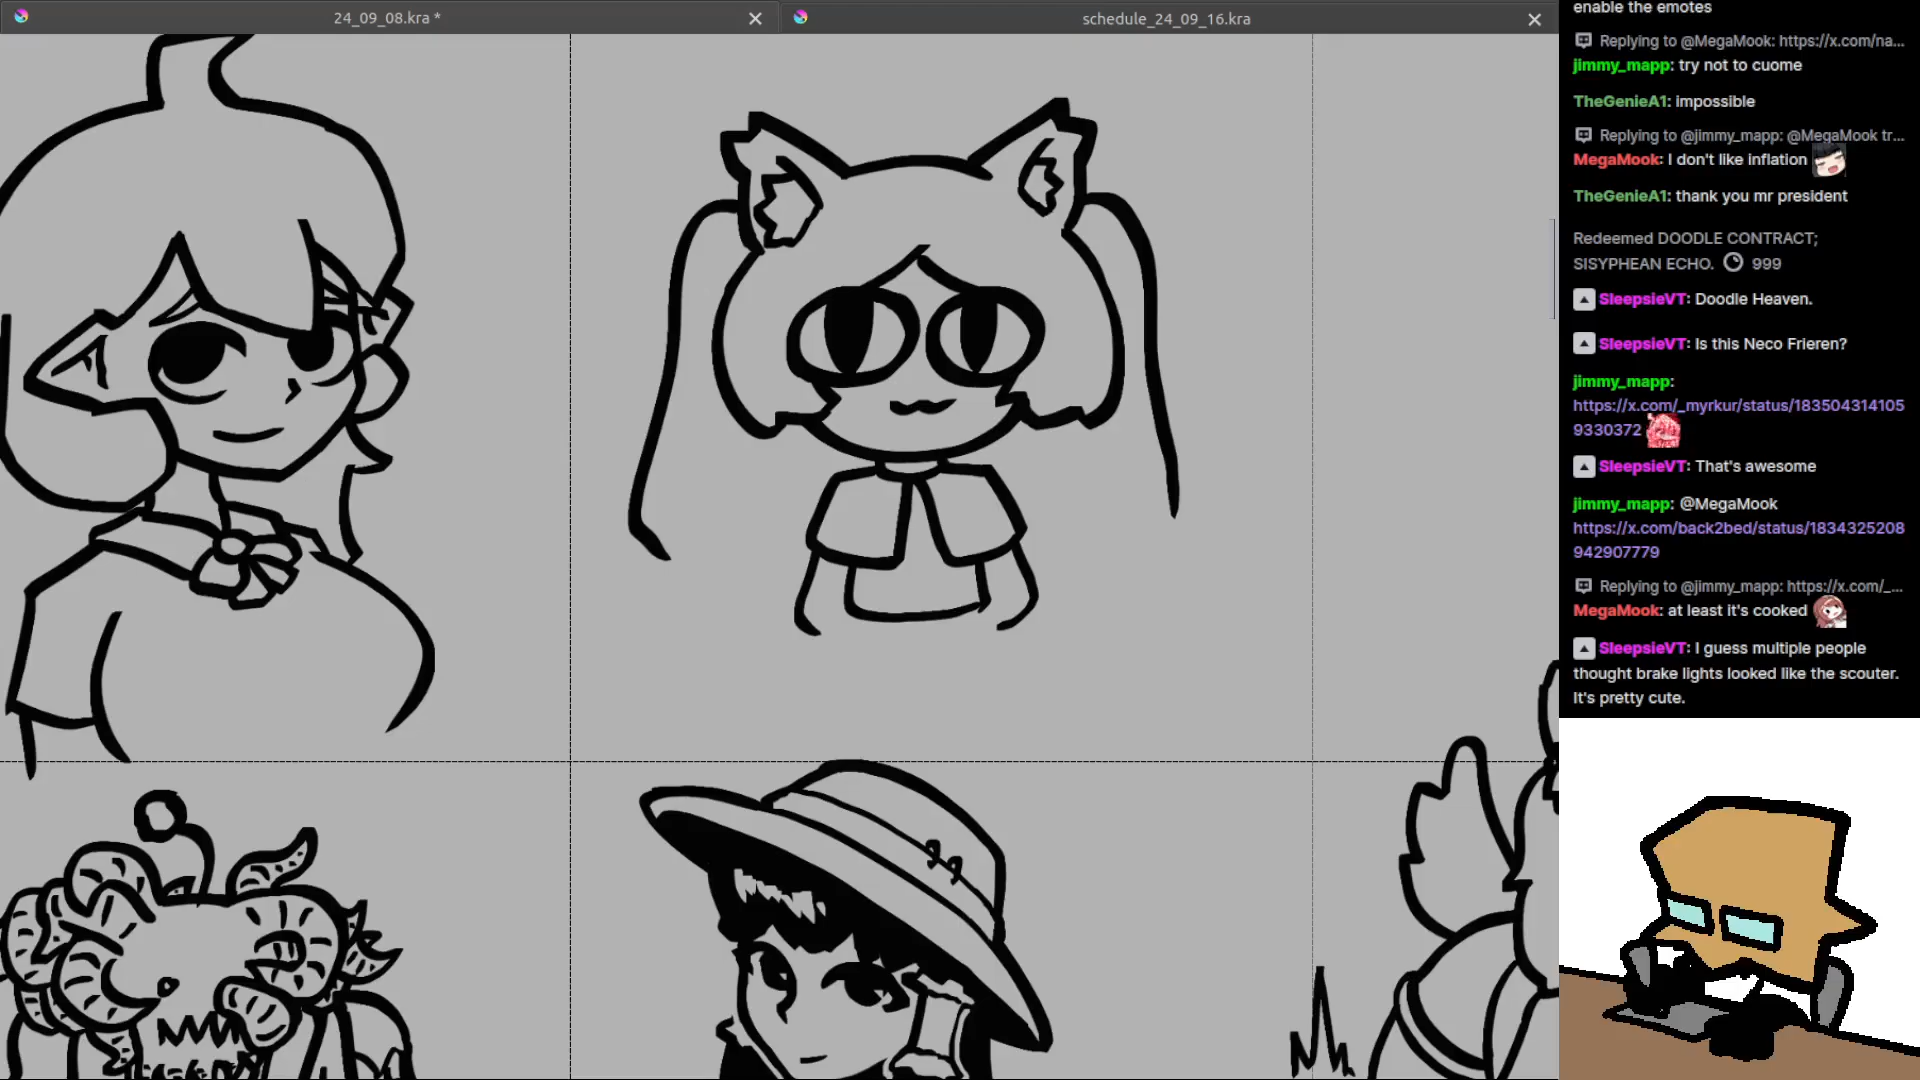 24_09_08.kra *
schedule_24_09_16.kra
enable the emotes
Replying to @MegaMook: https://x.com/na...
jimmy_mapp: try not to cuome
TheGenieA1: impossible
Replying to @jimmy_mapp: @MegaMook tr...
MegaMook: I don't like inflation
TheGenieA1: thank you mr president
Redeemed DOODLE CONTRACT;
SISYPHEAN ECHO. 999
SleepsieVT: Doodle Heaven.
SleepsieVT: Is this Neco Frieren?
jimmy_mapp:
https://x.com/_myrkur/status/183504314105
9330372
SleepsieVT: That's awesome
jimmy_mapp: @MegaMook
https://x.com/back2bed/status/1834325208
942907779
Replying to @jimmy_mapp: https://x.com/_...
MegaMook: at least it's cooked
SleepsieVT: I guess multiple people
thought brake lights looked like the scouter.
It's pretty cute.